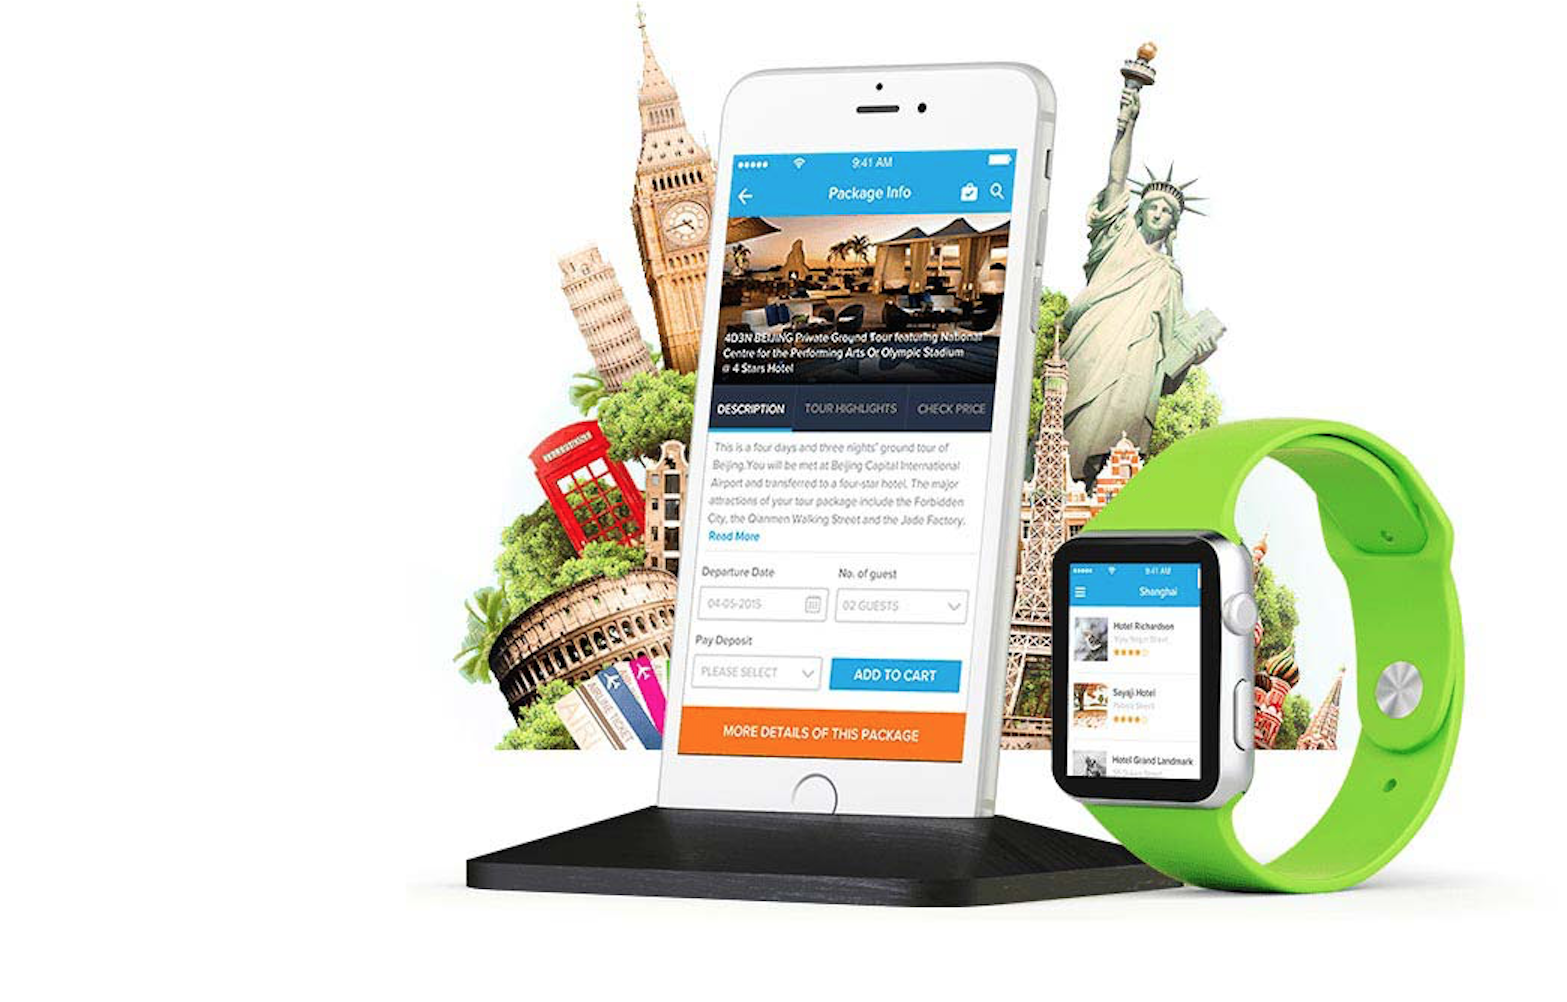 9:41 AM
Package Info
4D3N BEIJING Private Ground Tour featuring National
Centre for the Performing Arts Or Olympic Stadium
@ 4 Stars Hotel
DESCRIPTION TOUR HIGHLIGHTS CHECK PRICE
This is a four days and three nights" ground tour of
Beijing.You will be met at Beijing Capital International
Airport and transferred to a four-star hotel. The major
attractions of your tour package include the Forbidden
City, the Qianmen Walking Street and the Jade Factory.
Read More
Departure Date No. of guest
04-05-2015 02 GUESTS
Pay Deposit
PLEASE SELECT ADD TO CART
MORE DETAILS OF THIS PACKAGE
AIRLINE TICKET
9:41 AM
Shanghai
Hotel Richardson
Sayaji Hotel
Hotel Grand Landmark